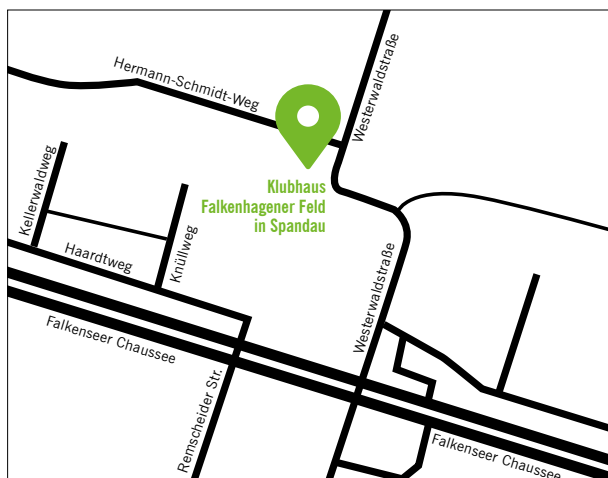 Hermann-Schmidt-Weg
Westerwaldstraße
Klubhaus
Falkenhagener Feld
in Spandau
Kellerwaldweg
Haardtweg
Knüllweg
Westerwaldstraße
Falkenseer Chaussee
Remscheider Str.
Falkenseer Chaussee